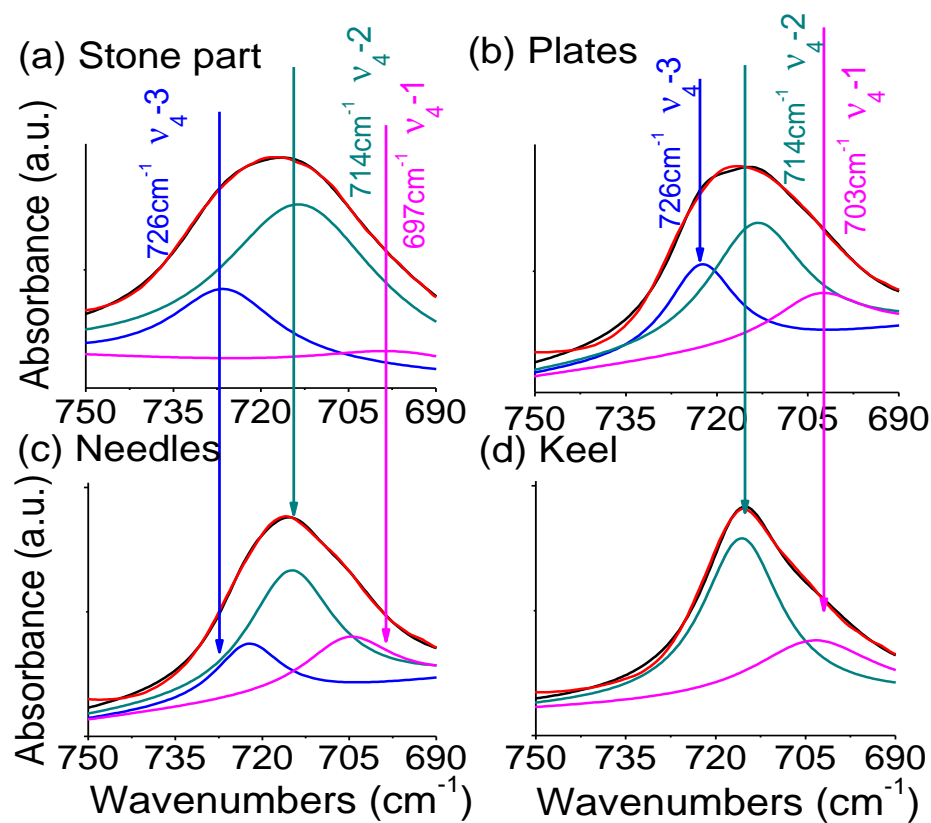 (a) Stone part
726cm⁻¹ ν₄-3
714cm⁻¹ ν₄-2
697cm⁻¹ ν₄-1
Absorbance (a.u.)
750 735 720 705 690
(b) Plates
726cm⁻¹ ν₄-3
714cm⁻¹ ν₄-2
703cm⁻¹ ν₄-1
750 735 720 705 690
(c) Needles
Absorbance (a.u.)
750 735 720 705 690
Wavenumbers (cm⁻¹)
(d) Keel
750 735 720 705 690
Wavenumbers (cm⁻¹)